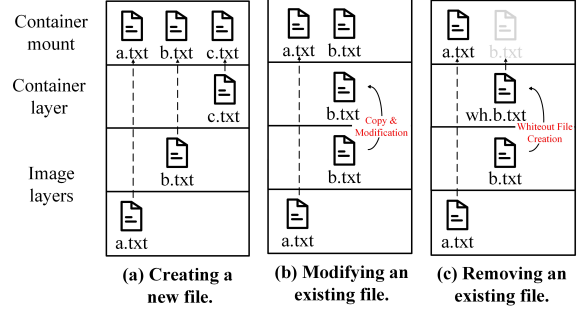 Container
mount
a.txt b.txt c.txt
a.txt b.txt
a.txt b.txt
Container
layer
c.txt
b.txt
Copy &
Modification
wh.b.txt
Whiteout File
Creation
Image
layers
b.txt
b.txt
b.txt
a.txt
a.txt
a.txt
(a) Creating a
new file.
(b) Modifying an
existing file.
(c) Removing an
existing file.